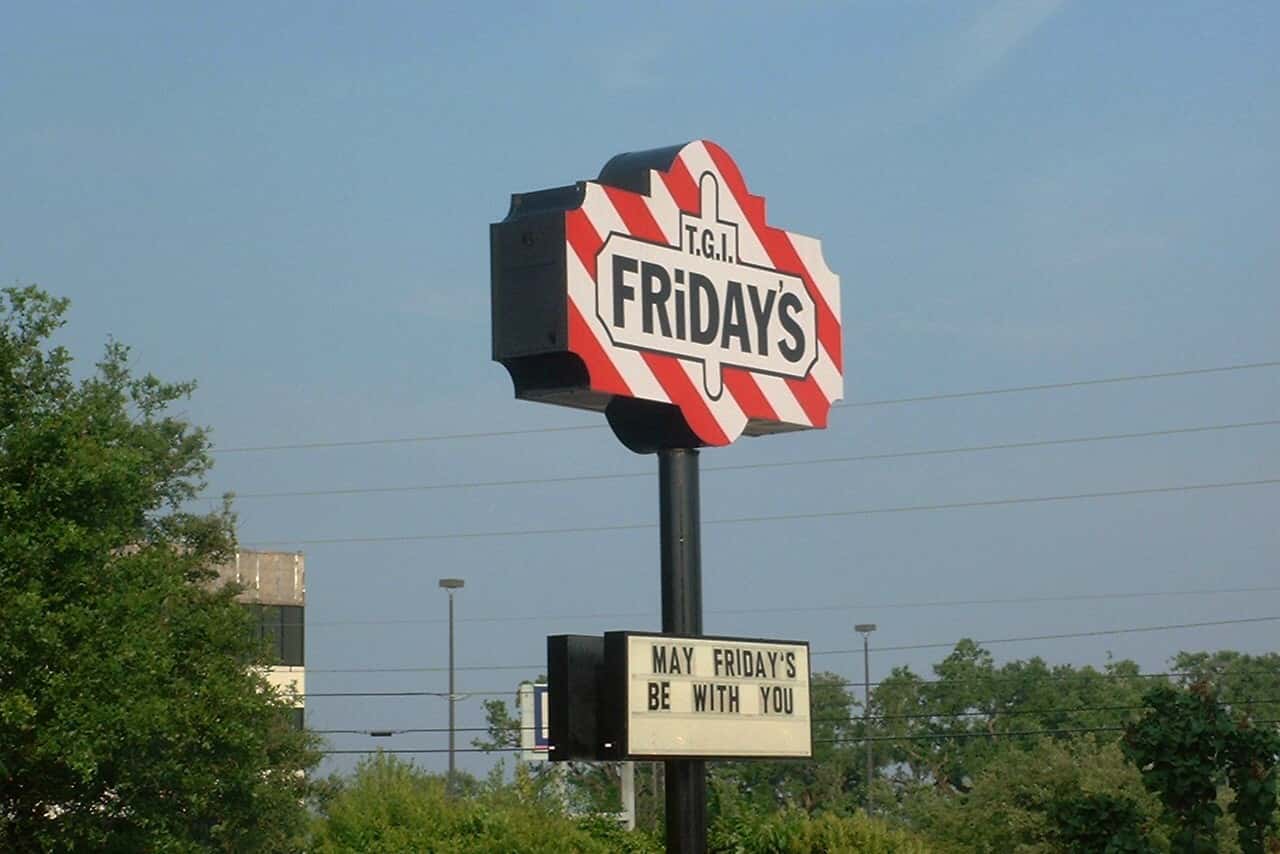 T.G.I.
FRiDAY'S
MAY FRIDAY'S
BE WITH YOU